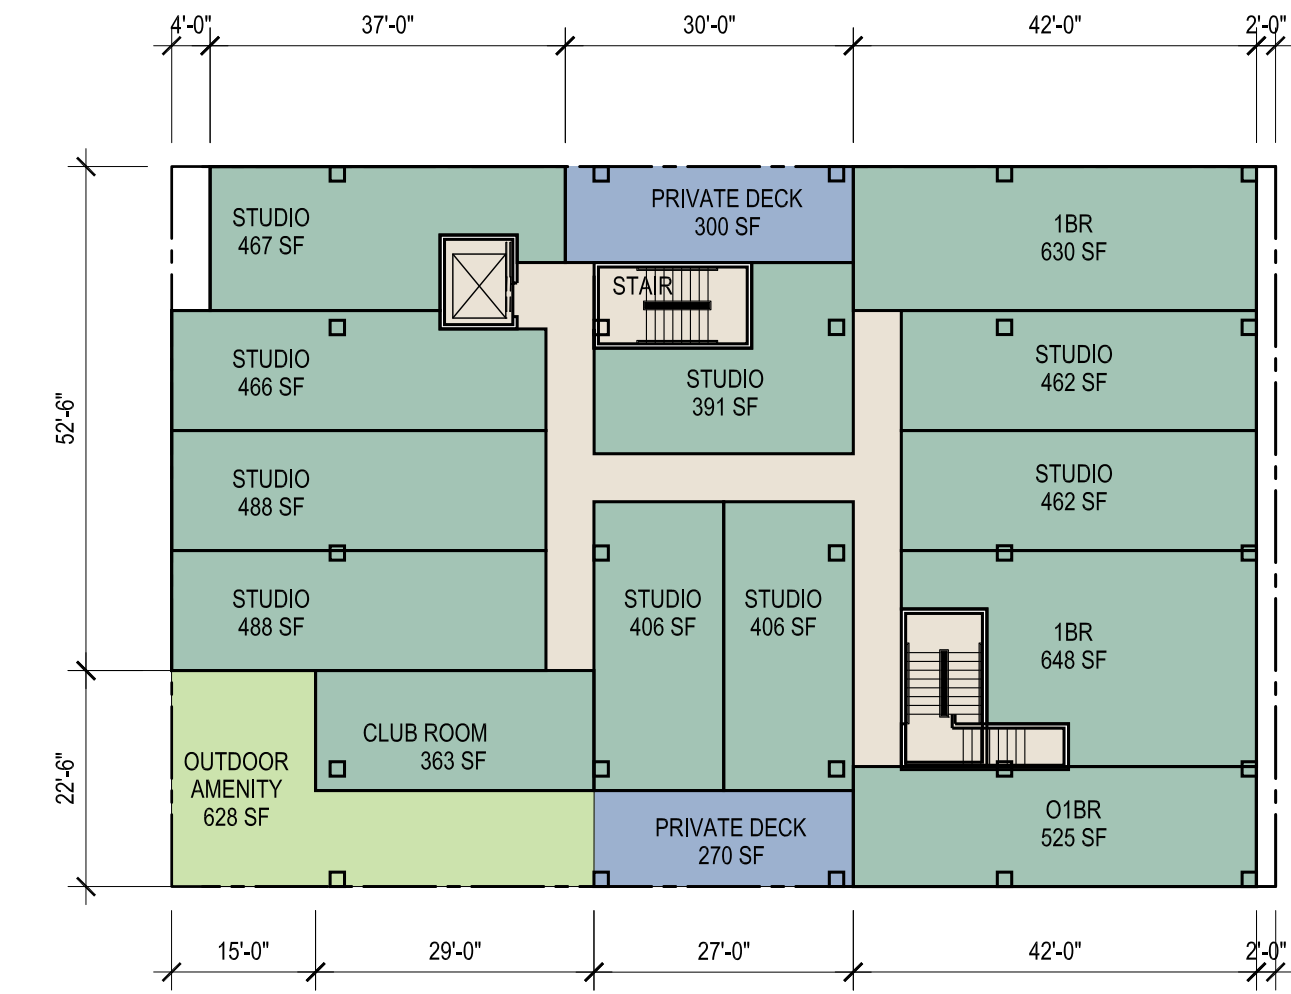 4'-0"
37'-0"
30'-0"
42'-0"
2'-0"
STUDIO
467 SF
PRIVATE DECK
300 SF
1BR
630 SF
STAIR
STUDIO
466 SF
STUDIO
391 SF
STUDIO
462 SF
52'-6"
STUDIO
488 SF
STUDIO
462 SF
STUDIO
488 SF
STUDIO
406 SF
STUDIO
406 SF
1BR
648 SF
22'-6"
OUTDOOR
AMENITY
628 SF
CLUB ROOM
363 SF
PRIVATE DECK
270 SF
O1BR
525 SF
15'-0"
29'-0"
27'-0"
42'-0"
2'-0"